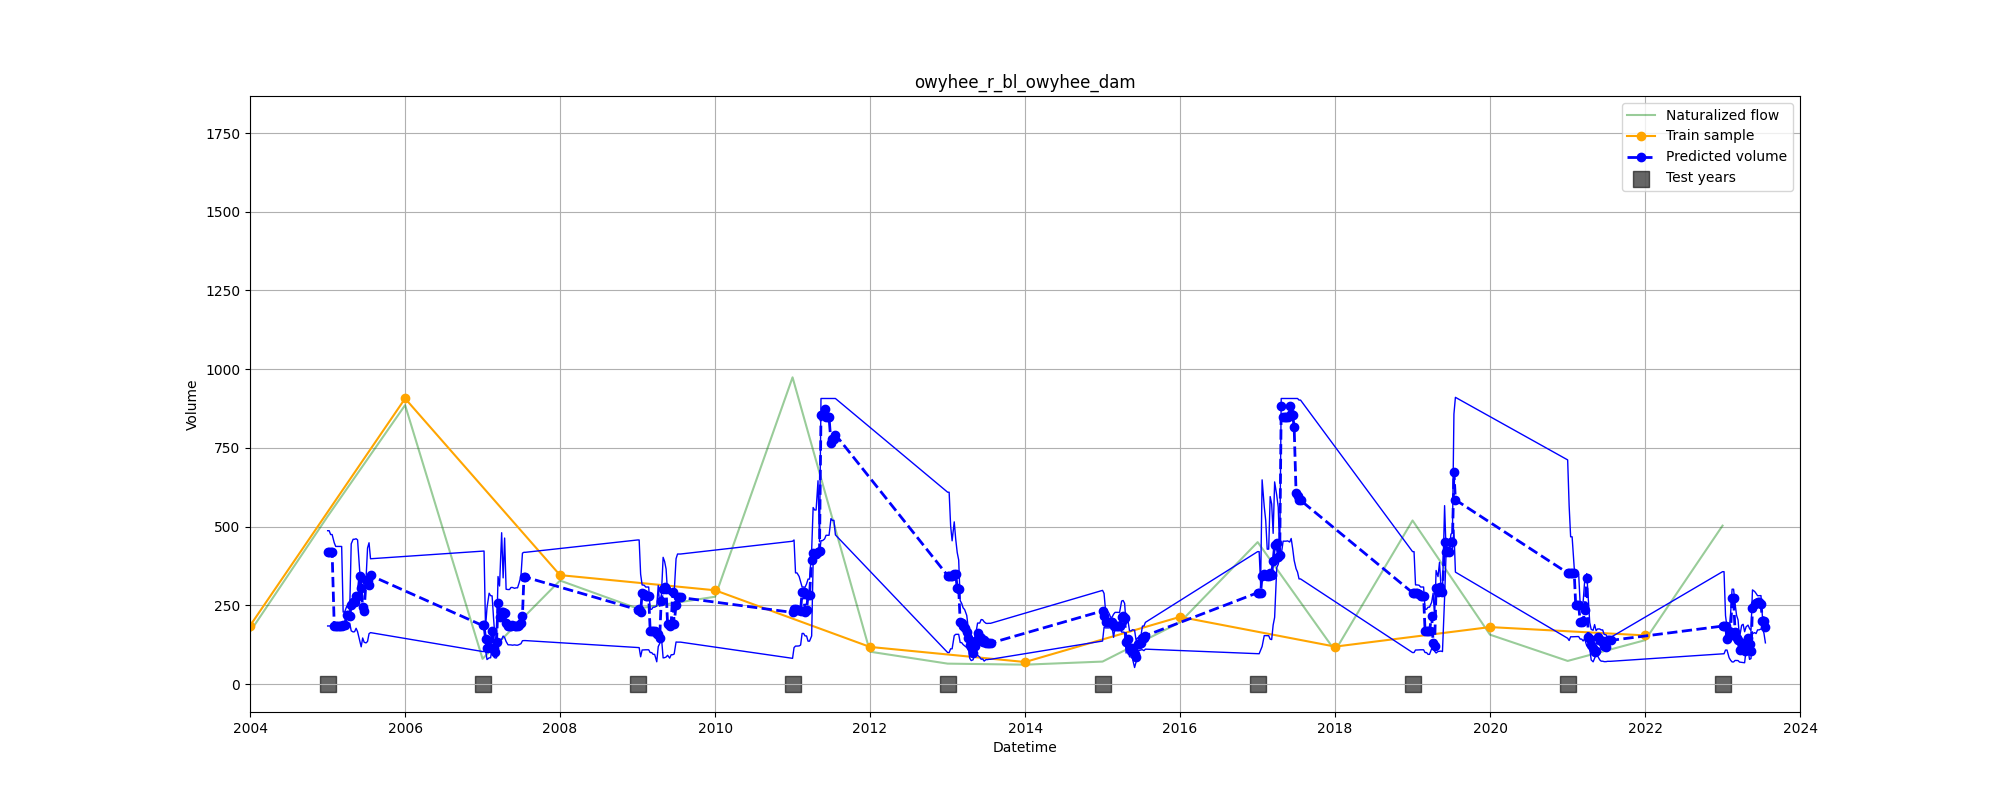 owyhee_r_bl_owyhee_dam
Naturalized flow
Train sample
Predicted volume
Test years
Volume
1750
1500
1250
1000
750
500
250
0
2004 2006 2008 2010 2012 2014 2016 2018 2020 2022 2024
Datetime